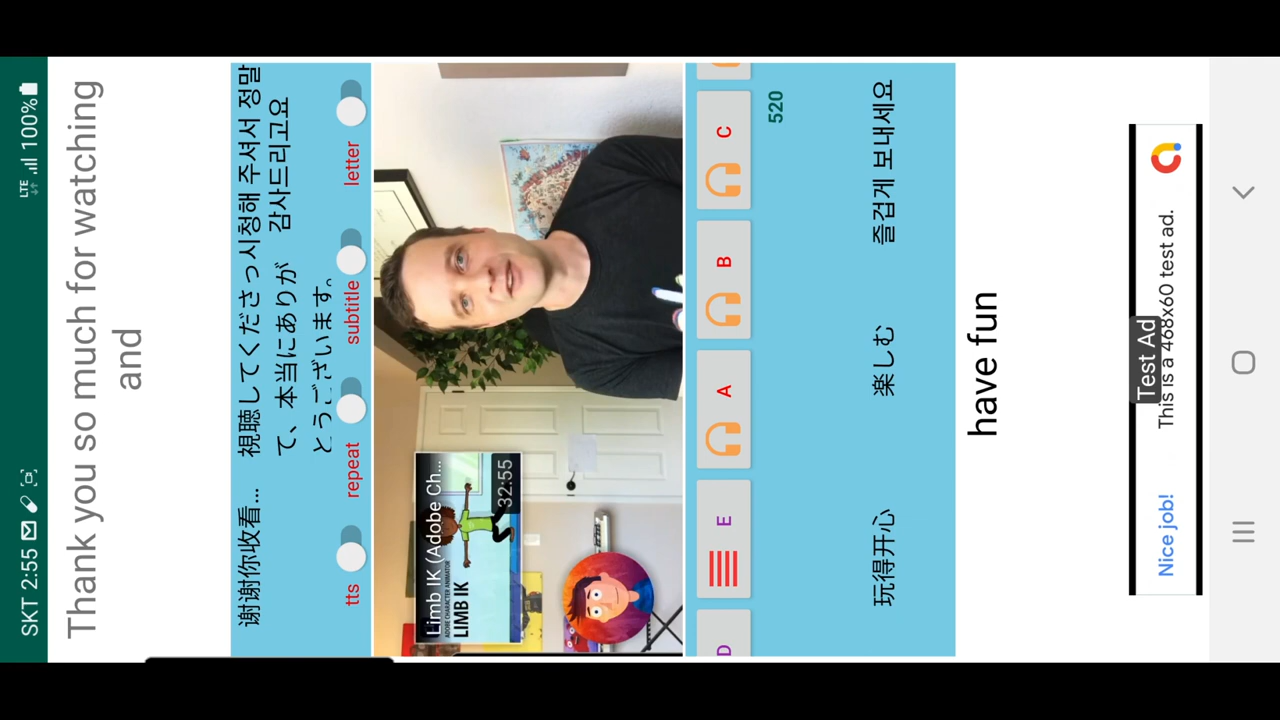 SKT 2:55 LTE 100%
Thank you so much for watching
and
谢谢你收看...
視聴してくださっ
て、本当にありが
とうございます。
시청해 주셔서 정말
감사드리고요
tts repeat subtitle letter
Limb IK (Adobe Ch...
ADOBE CHARACTER ANIMATOR
LIMB IK
32:55
D E A B C
520
玩得开心 楽しむ 즐겁게 보내세요
have fun
Test Ad
Nice job! This is a 468x60 test ad.